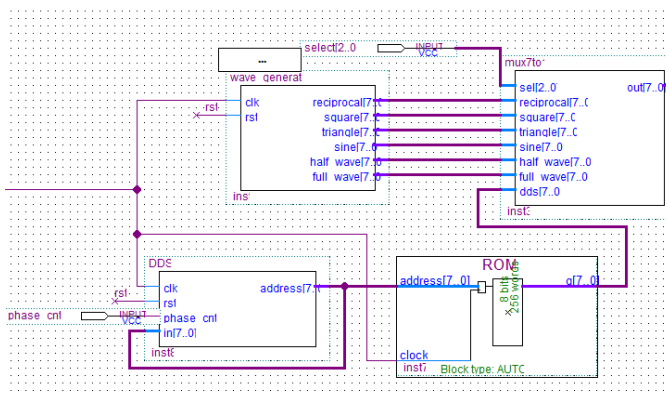 select[2..0
INPUT
VCC
...
wave_generat
clk
rst
rst
reciprocal[7..0
square[7..0
triangle[7..0
sine[7..0
half_wave[7..0
full_wave[7..0
inst
mux7to
sel[2..0]
reciprocal[7..0
square[7..0
triangle[7..0
sine[7..0
half_wave[7..0
full_wave[7..0
dds[7..0
out[7..0
inst3
DDS
clk
rst
rst
phase_cnt
phase_cnt
INPUT
VCC
in[7..0]
address[7..0
inst8
ROM
address[7..0]
q[7..0]
8 bits
256 words
clock
inst7
Block type: AUTO